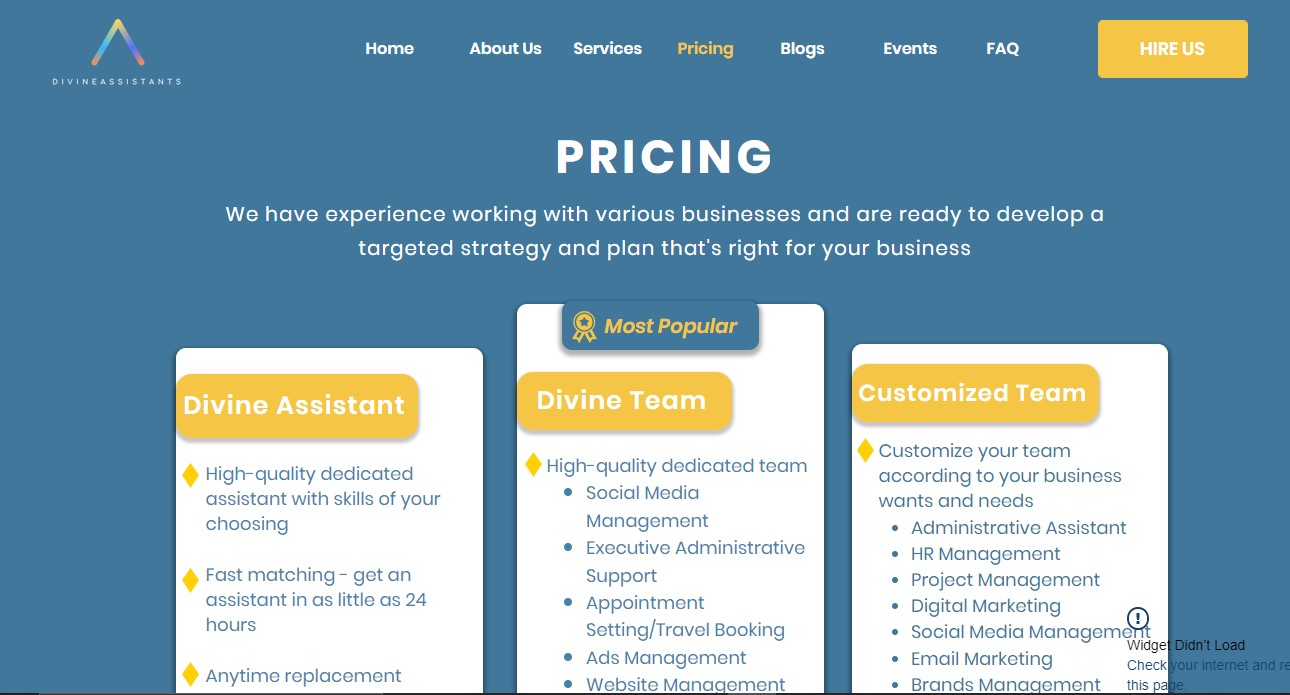 DIVINEASSISTANTS
Home About Us Services Pricing Blogs Events FAQ HIRE US
PRICING
We have experience working with various businesses and are ready to develop a
targeted strategy and plan that's right for your business
Divine Assistant
High-quality dedicated
assistant with skills of your
choosing
Fast matching - get an
assistant in as little as 24
hours
Anytime replacement
Most Popular
Divine Team
High-quality dedicated team
Social Media
Management
Executive Administrative
Support
Appointment
Setting/Travel Booking
Ads Management
Website Management
Customized Team
Customize your team
according to your business
wants and needs
Administrative Assistant
HR Management
Project Management
Digital Marketing
Social Media Management
Email Marketing
Brands Management
Widget Didn't Load
Check your internet and re
this page.